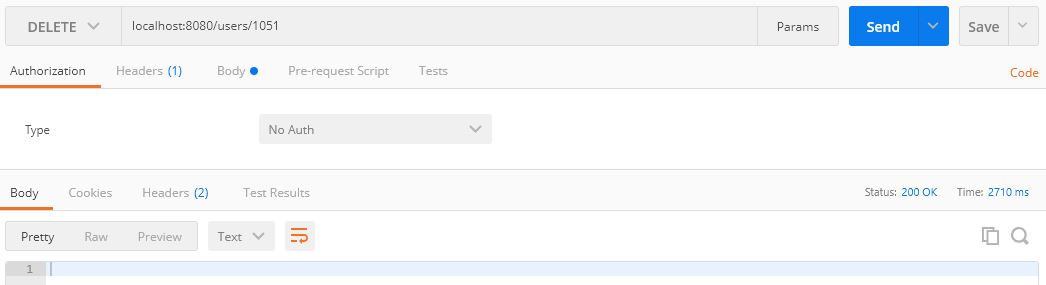 DELETE localhost:8080/users/1051 Params Send Save
Authorization Headers (1) Body Pre-request Script Tests Code
Type No Auth
Body Cookies Headers (2) Test Results Status: 200 OK Time: 2710 ms
Pretty Raw Preview Text
1